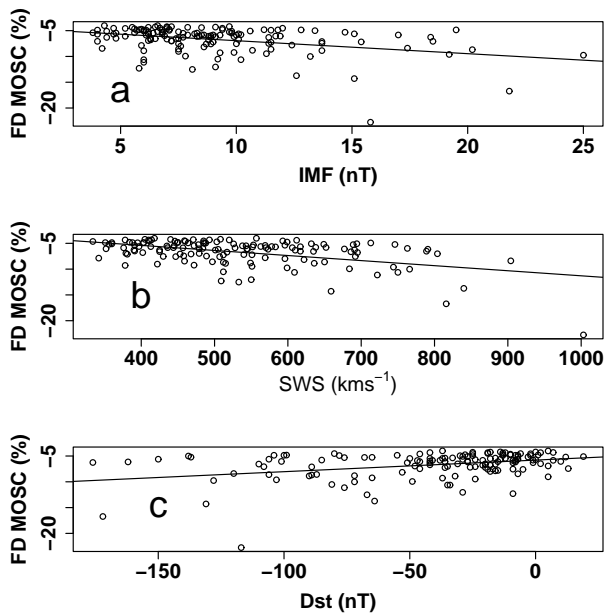 FD MOSC (%)
−5
−20
a
5 10 15 20 25
IMF (nT)
FD MOSC (%)
−5
−20
b
400 500 600 700 800 900 1000
SWS (kms⁻¹)
FD MOSC (%)
−5
−20
c
−150 −100 −50 0
Dst (nT)